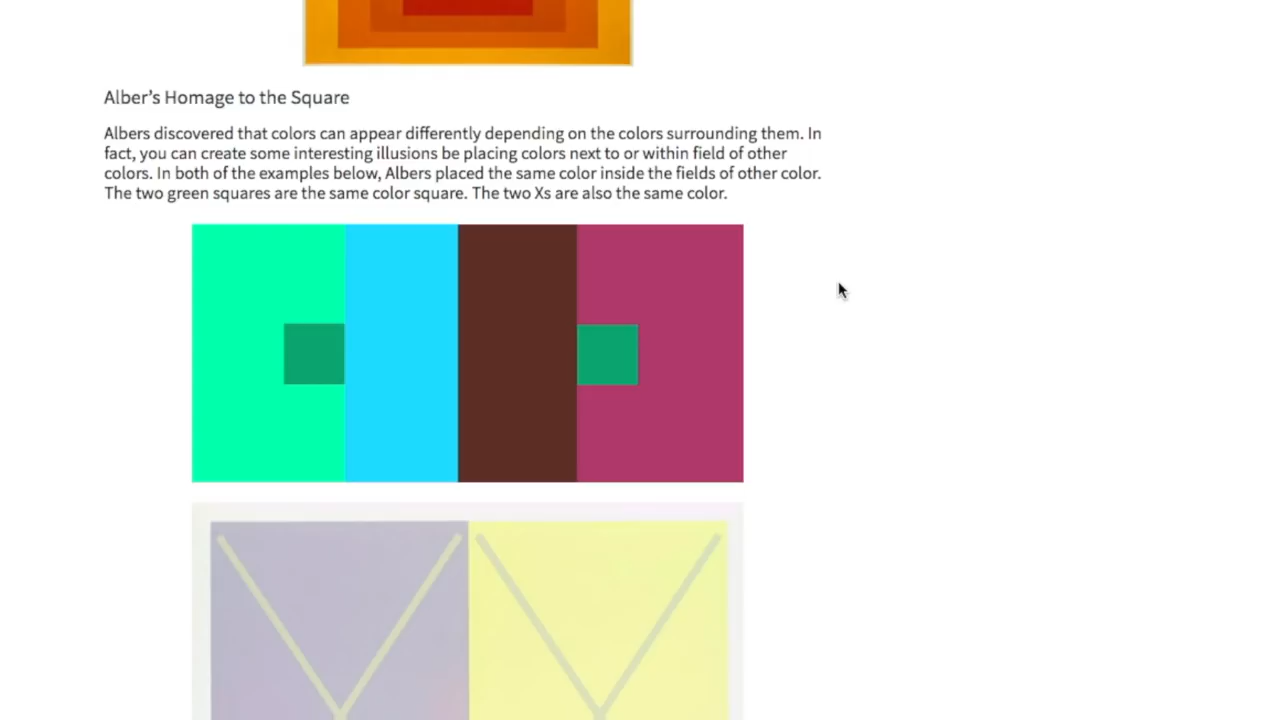 Alber’s Homage to the Square
Albers discovered that colors can appear differently depending on the colors surrounding them. In
fact, you can create some interesting illusions be placing colors next to or within field of other
colors. In both of the examples below, Albers placed the same color inside the fields of other color.
The two green squares are the same color square. The two Xs are also the same color.